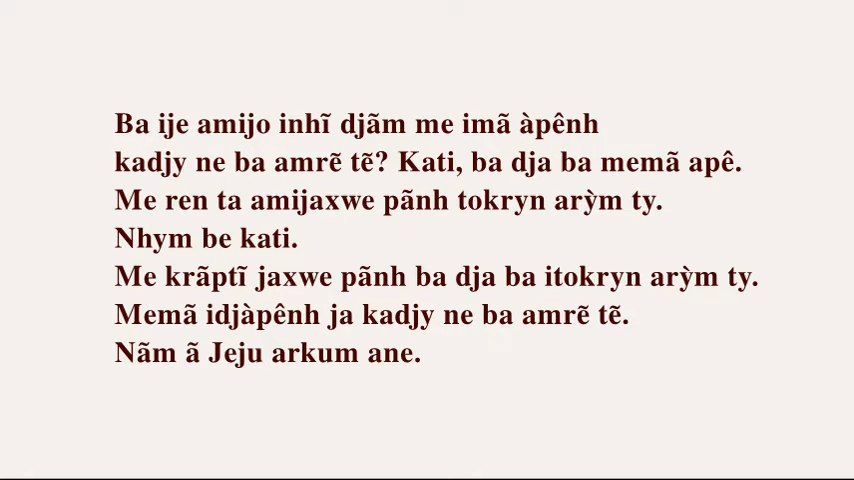 Ba ije amijo inhĩ djãm me imã àpênh
kadjy ne ba amrẽ tẽ? Kati, ba dja ba memã apê.
Me ren ta amijaxwe pãnh tokryn arỳm ty.
Nhym be kati.
Me krãptĩ jaxwe pãnh ba dja ba itokryn arỳm ty.
Memã idjàpênh ja kadjy ne ba amrẽ tẽ.
Nãm ã Jeju arkum ane.